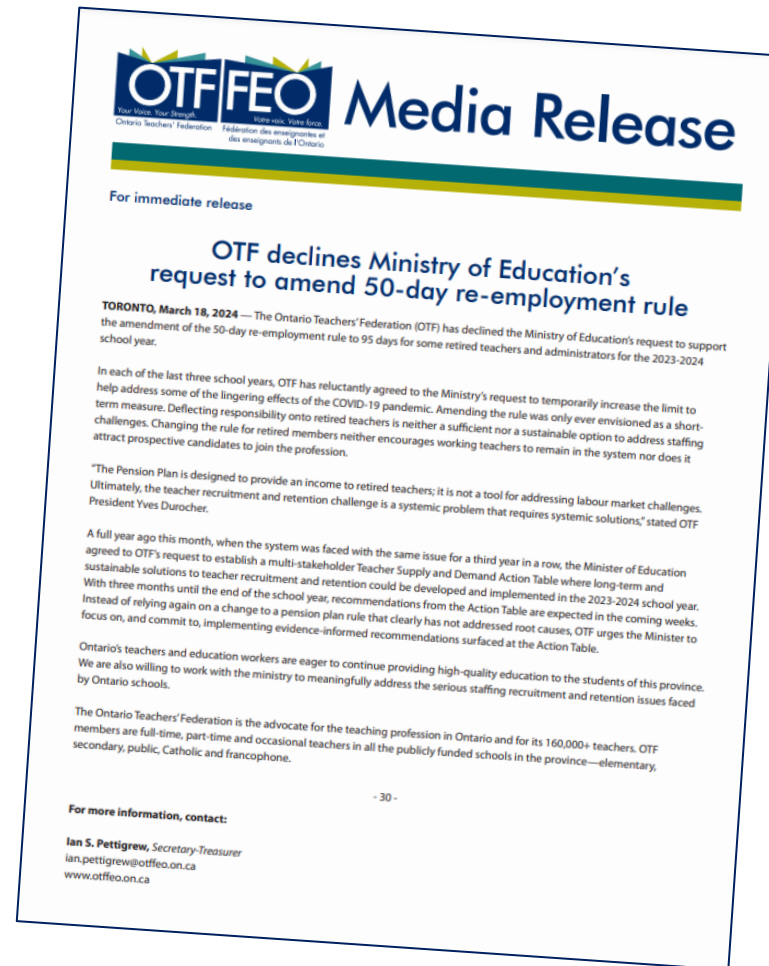 OTF FEO
Your Voice. Your Strength.
Votre voix. Votre force.
Ontario Teachers' Federation
Fédération des enseignantes et
des enseignants de l'Ontario
Media Release
For immediate release
OTF declines Ministry of Education's
request to amend 50-day re-employment rule
TORONTO, March 18, 2024 — The Ontario Teachers' Federation (OTF) has declined the Ministry of Education's request to support
the amendment of the 50-day re-employment rule to 95 days for some retired teachers and administrators for the 2023-2024
school year.
In each of the last three school years, OTF has reluctantly agreed to the Ministry's request to temporarily increase the limit to
help address some of the lingering effects of the COVID-19 pandemic. Amending the rule was only ever envisioned as a short-
term measure. Deflecting responsibility onto retired teachers is neither a sufficient nor a sustainable option to address staffing
challenges. Changing the rule for retired members neither encourages working teachers to remain in the system nor does it
attract prospective candidates to join the profession.
"The Pension Plan is designed to provide an income to retired teachers; it is not a tool for addressing labour market challenges.
Ultimately, the teacher recruitment and retention challenge is a systemic problem that requires systemic solutions," stated OTF
President Yves Durocher.
A full year ago this month, when the system was faced with the same issue for a third year in a row, the Minister of Education
agreed to OTF's request to establish a multi-stakeholder Teacher Supply and Demand Action Table where long-term and
sustainable solutions to teacher recruitment and retention could be developed and implemented in the 2023-2024 school year.
With three months until the end of the school year, recommendations from the Action Table are expected in the coming weeks.
Instead of relying again on a change to a pension plan rule that clearly has not addressed root causes, OTF urges the Minister to
focus on, and commit to, implementing evidence-informed recommendations surfaced at the Action Table.
Ontario's teachers and education workers are eager to continue providing high-quality education to the students of this province.
We are also willing to work with the ministry to meaningfully address the serious staffing recruitment and retention issues faced
by Ontario schools.
The Ontario Teachers' Federation is the advocate for the teaching profession in Ontario and for its 160,000+ teachers. OTF
members are full-time, part-time and occasional teachers in all the publicly funded schools in the province—elementary,
secondary, public, Catholic and francophone.
- 30 -
For more information, contact:
Ian S. Pettigrew, Secretary-Treasurer
ian.pettigrew@otffeo.on.ca
www.otffeo.on.ca